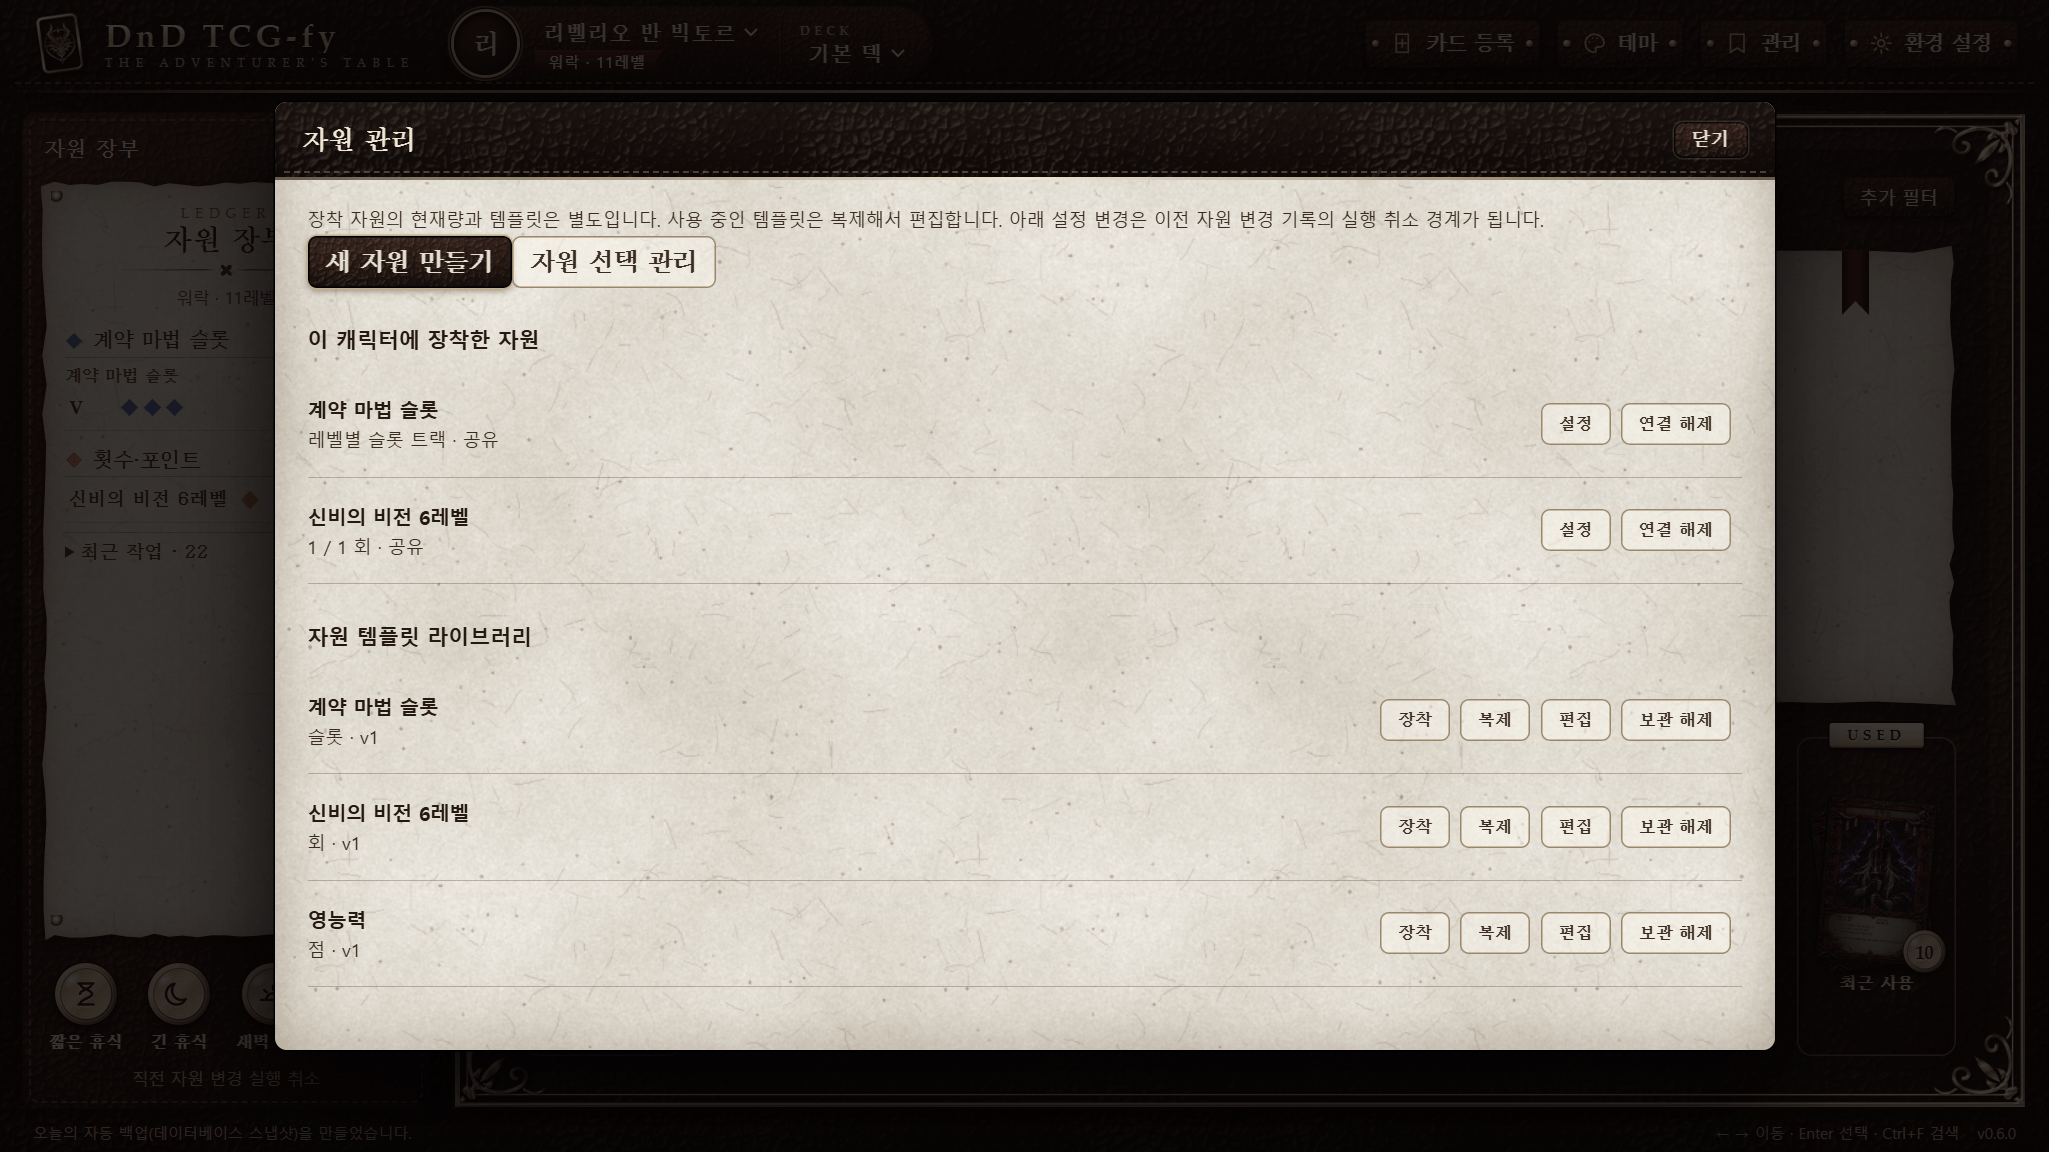 DnD TCG-fy
THE ADVENTURER'S TABLE
리
리벨리오 반 빅토르
워락 · 11레벨
DECK
기본 덱
카드 등록
테마
관리
환경 설정
자원 장부
추가 필터
LEDGER
자원 장부
워락 · 11레벨
계약 마법 슬롯
계약 마법 슬롯
V
횟수·포인트
신비의 비전 6레벨
최근 작업 · 22
짧은 휴식
긴 휴식
새벽
직전 자원 변경 실행 취소
자원 관리
닫기
장착 자원의 현재량과 템플릿은 별도입니다. 사용 중인 템플릿은 복제해서 편집합니다. 아래 설정 변경은 이전 자원 변경 기록의 실행 취소 경계가 됩니다.
새 자원 만들기
자원 선택 관리
이 캐릭터에 장착한 자원
계약 마법 슬롯
레벨별 슬롯 트랙 · 공유
설정
연결 해제
신비의 비전 6레벨
1 / 1 회 · 공유
설정
연결 해제
자원 템플릿 라이브러리
계약 마법 슬롯
슬롯 · v1
장착
복제
편집
보관 해제
신비의 비전 6레벨
회 · v1
장착
복제
편집
보관 해제
영능력
점 · v1
장착
복제
편집
보관 해제
USED
10
최근 사용
오늘의 자동 백업(데이터베이스 스냅샷)을 만들었습니다.
← → 이동 · Enter 선택 · Ctrl+F 검색
v0.6.0